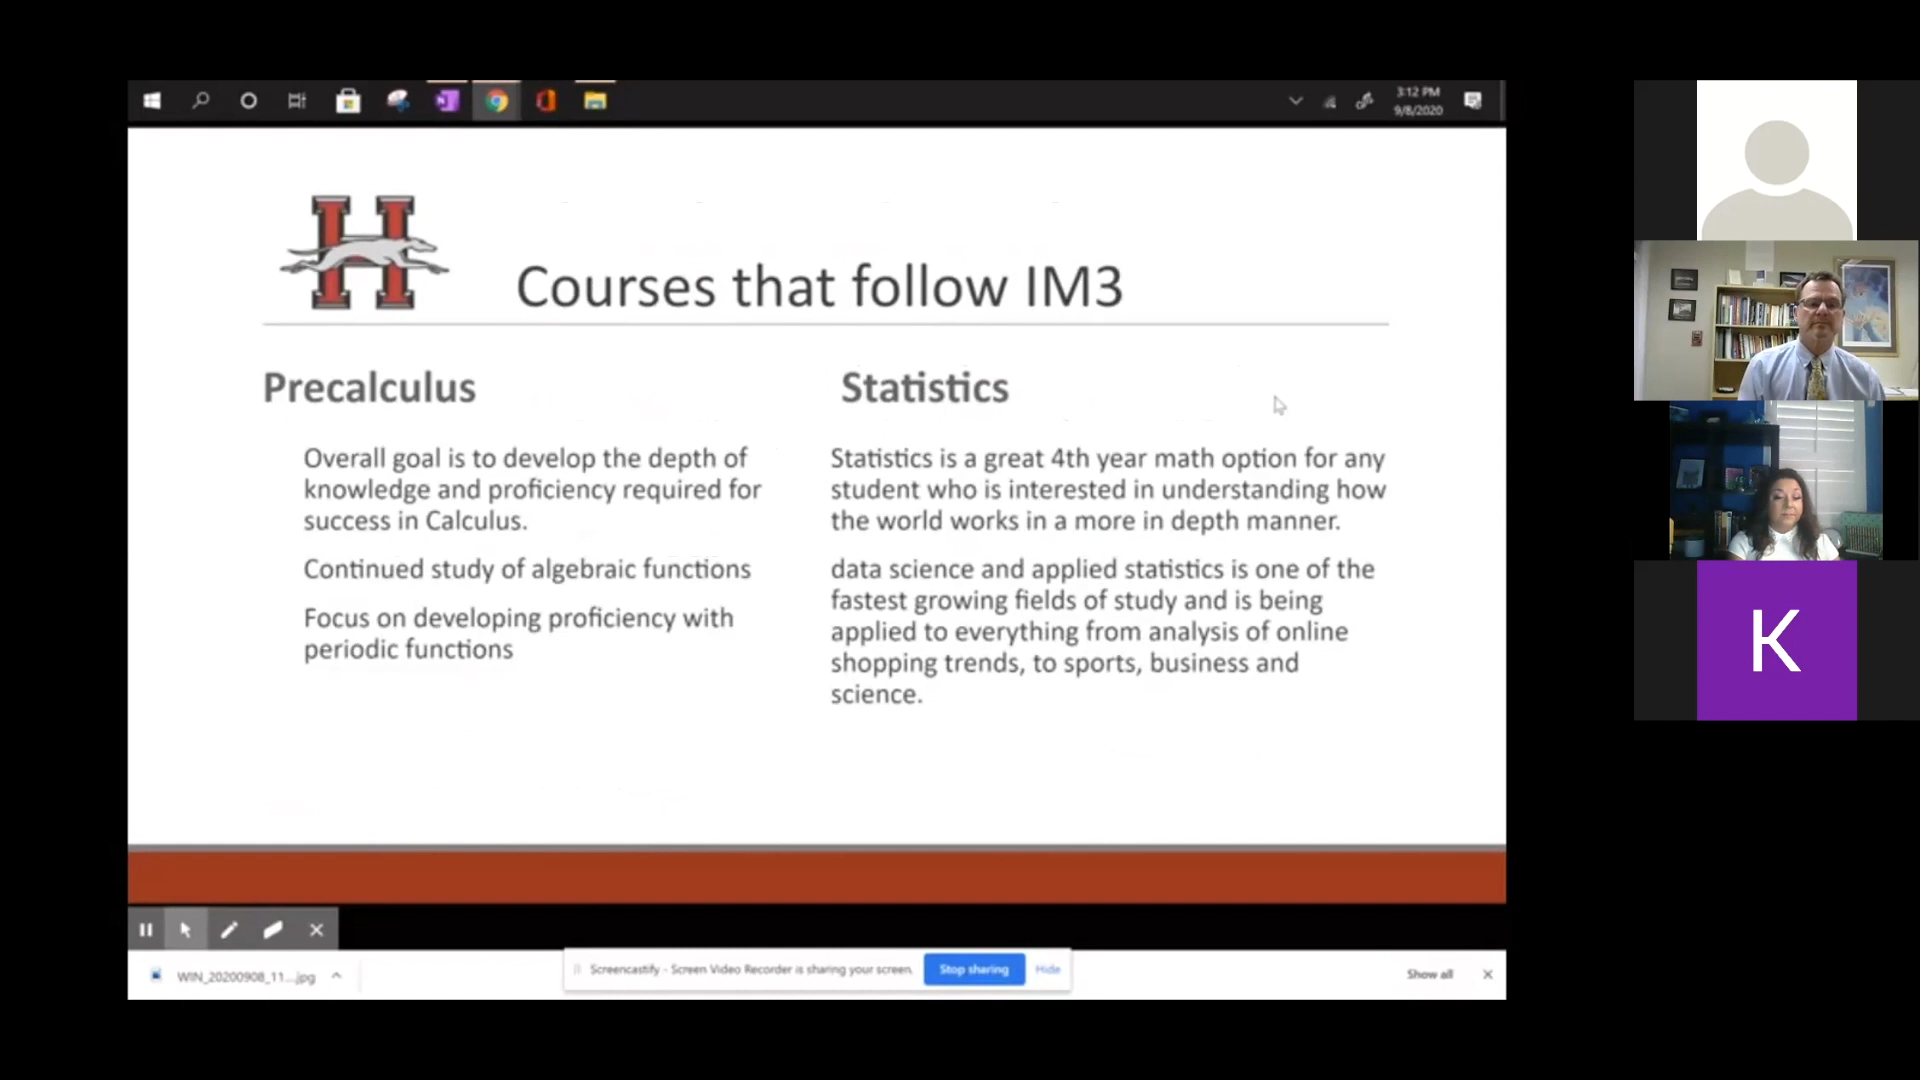 3:12 PM
9/8/2020
H
Courses that follow IM3
Precalculus
Overall goal is to develop the depth of
knowledge and proficiency required for
success in Calculus.
Continued study of algebraic functions
Focus on developing proficiency with
periodic functions
Statistics
Statistics is a great 4th year math option for any
student who is interested in understanding how
the world works in a more in depth manner.
data science and applied statistics is one of the
fastest growing fields of study and is being
applied to everything from analysis of online
shopping trends, to sports, business and
science.
K
WIN_20200908_11....jpg
Screencastify - Screen Video Recorder is sharing your screen.
Stop sharing
Hide
Show all